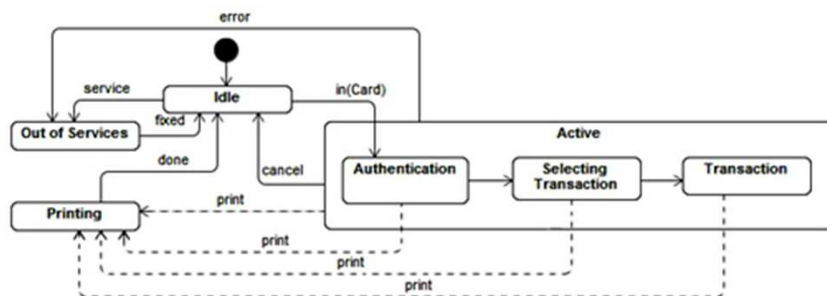 error
service
Idle
in(Card)
Out of Services
fixed
Active
done
cancel
Authentication
Selecting
Transaction
Transaction
Printing
print
print
print
print